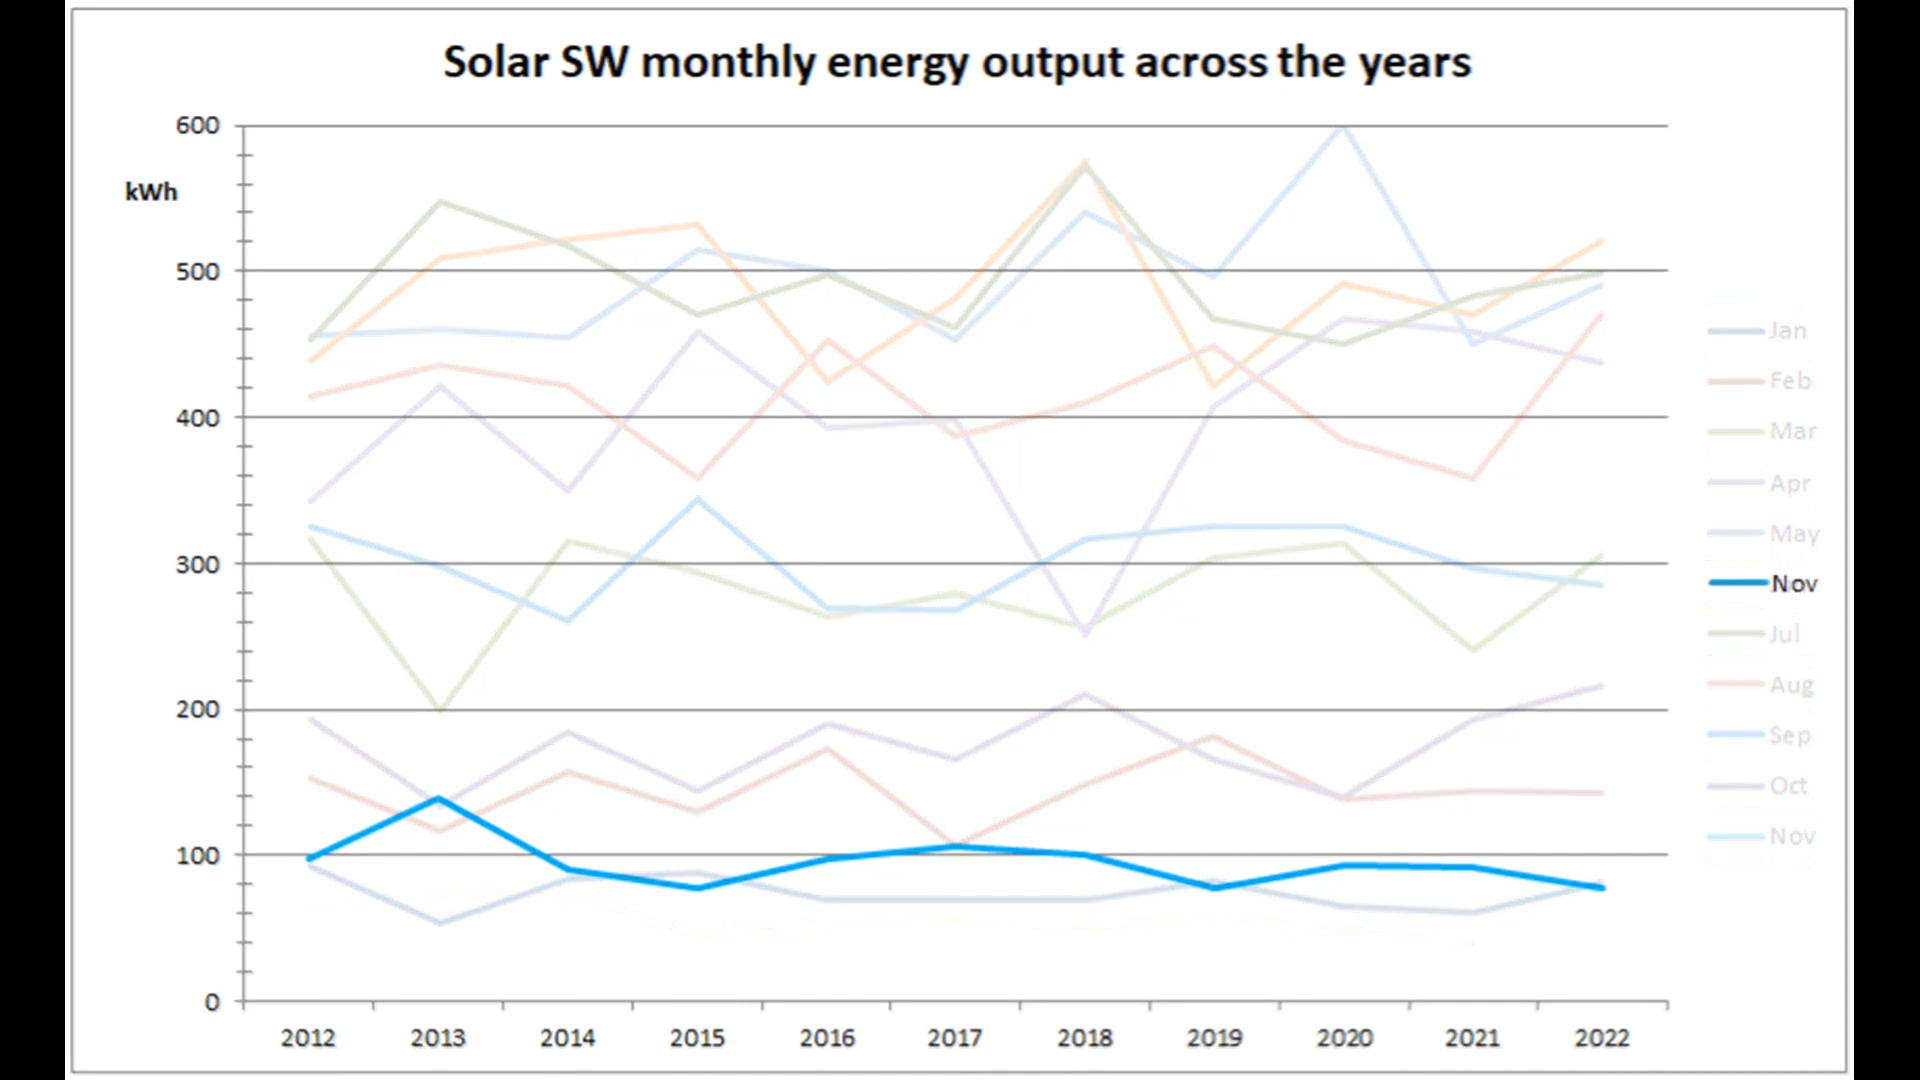 Solar SW monthly energy output across the years
600
kWh
500
400
300
200
100
0
2012 2013 2014 2015 2016 2017 2018 2019 2020 2021 2022
Jan
Feb
Mar
Apr
May
Nov
Jul
Aug
Sep
Oct
Nov